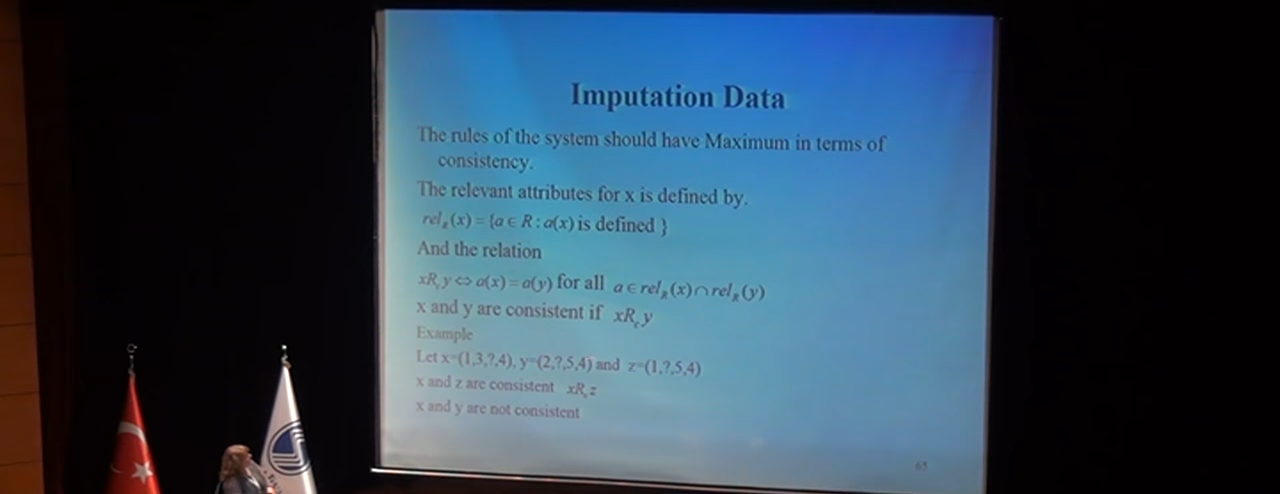 Imputation Data
The rules of the system should have Maximum in terms of
consistency.
The relevant attributes for x is defined by.
rel_R(x) = {a ∈ R : a(x) is defined }
And the relation
xR_c y ⇔ a(x) = a(y) for all a ∈ rel_R(x) ∩ rel_R(y)
x and y are consistent if xR_c y
Example
Let x=(1,3,?,4), y=(2,?,5,4) and z=(1,?,5,4)
x and z are consistent xR_c z
x and y are not consistent
65